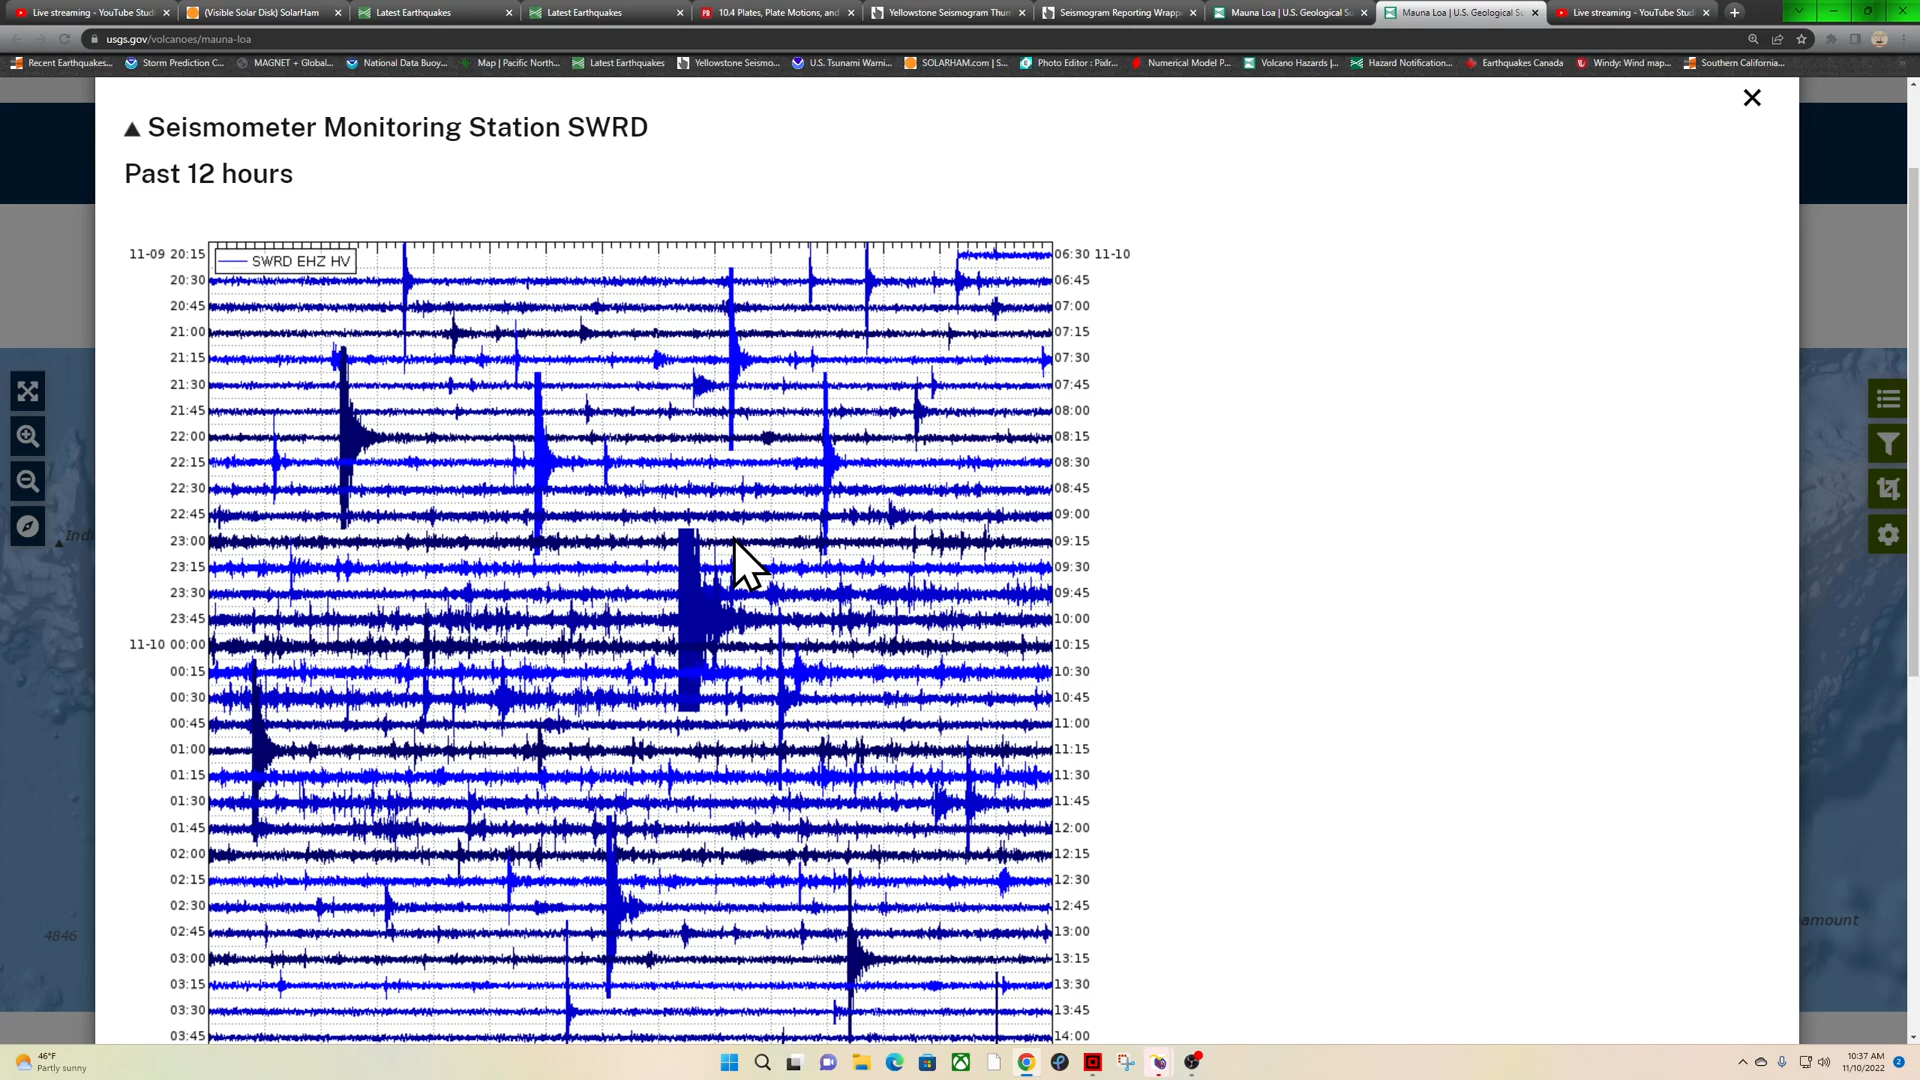 Live streaming - YouTube Studi
(Visible Solar Disk) SolarHam
Latest Earthquakes
Latest Earthquakes
10.4 Plates, Plate Motions, and
Yellowstone Seismogram Thum
Seismogram Reporting Wrappe
Mauna Loa | U.S. Geological Su
Mauna Loa | U.S. Geological Su
Live streaming - YouTube Studi
usgs.gov/volcanoes/mauna-loa
Recent Earthquakes...
Storm Prediction C...
MAGNET + Global...
National Data Buoy...
Map | Pacific North...
Latest Earthquakes
Yellowstone Seismo...
U.S. Tsunami Warni...
SOLARHAM.com | S...
Photo Editor : Pixlr...
Numerical Model P...
Volcano Hazards |...
Hazard Notification...
Earthquakes Canada
Windy: Wind map...
Southern California...
▲ Seismometer Monitoring Station SWRD
Past 12 hours
SWRD EHZ HV
11-09 20:15 06:30 11-10
20:30 06:45
20:45 07:00
21:00 07:15
21:15 07:30
21:30 07:45
21:45 08:00
22:00 08:15
22:15 08:30
22:30 08:45
22:45 09:00
23:00 09:15
23:15 09:30
23:30 09:45
23:45 10:00
11-10 00:00 10:15
00:15 10:30
00:30 10:45
00:45 11:00
01:00 11:15
01:15 11:30
01:30 11:45
01:45 12:00
02:00 12:15
02:15 12:30
02:30 12:45
02:45 13:00
03:00 13:15
03:15 13:30
03:30 13:45
03:45 14:00
Indi
4846
amount
46°F
Partly sunny
10:37 AM
11/10/2022
2